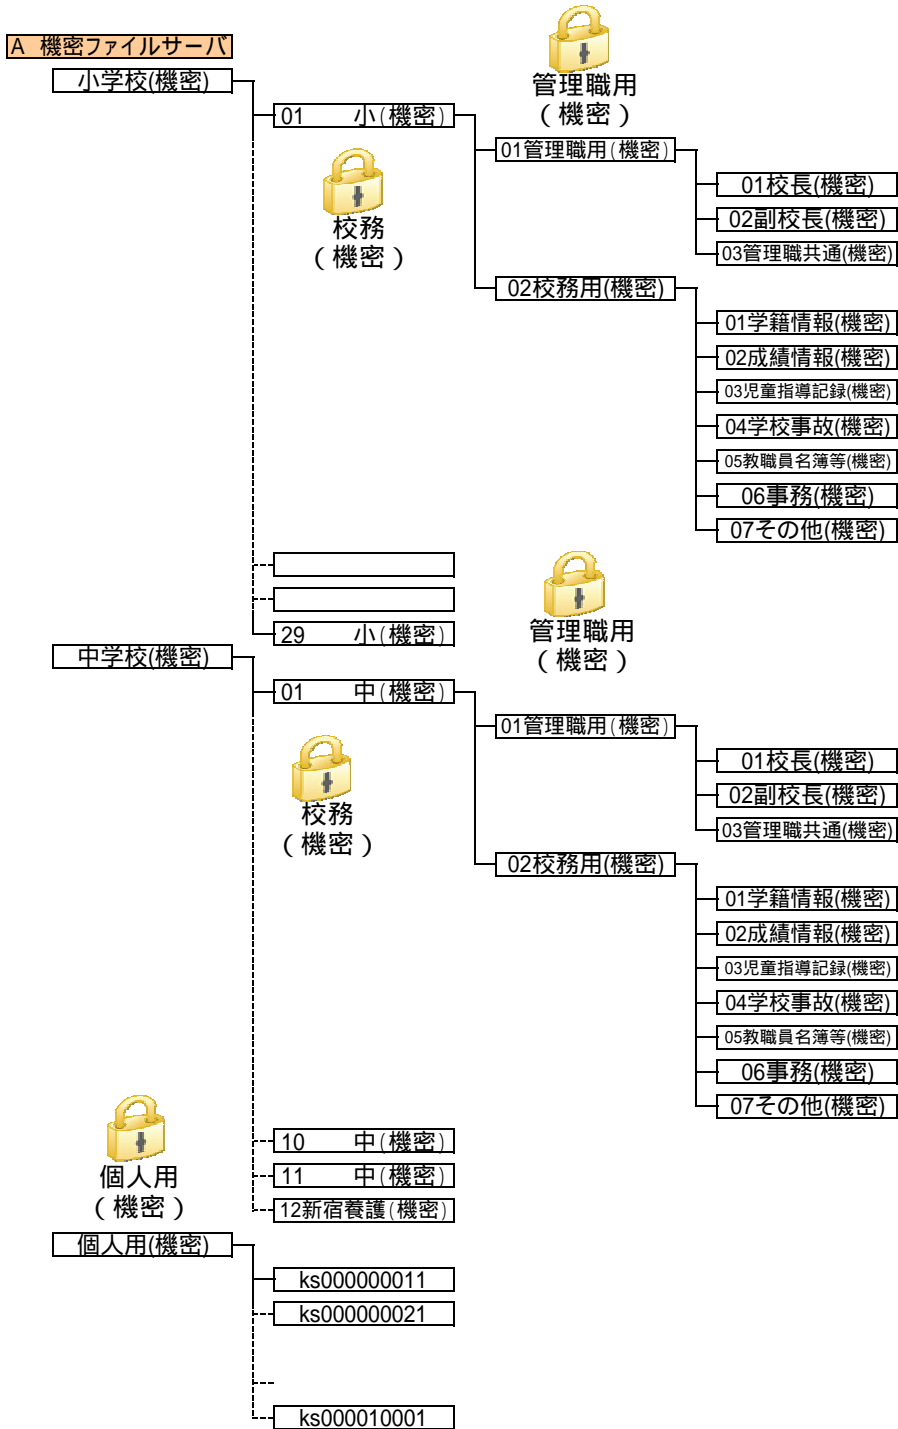 A 機密ファイルサーバ
小学校(機密)
管理職用
（機密）
01 小(機密)
校務
（機密）
01管理職用(機密)
01校長(機密)
02副校長(機密)
03管理職共通(機密)
02校務用(機密)
01学籍情報(機密)
02成績情報(機密)
03児童指導記録(機密)
04学校事故(機密)
05教職員名簿等(機密)
06事務(機密)
07その他(機密)
29 小(機密)
管理職用
（機密）
中学校(機密)
01 中(機密)
校務
（機密）
01管理職用(機密)
01校長(機密)
02副校長(機密)
03管理職共通(機密)
02校務用(機密)
01学籍情報(機密)
02成績情報(機密)
03児童指導記録(機密)
04学校事故(機密)
05教職員名簿等(機密)
06事務(機密)
07その他(機密)
10 中(機密)
11 中(機密)
12新宿養護(機密)
個人用
（機密）
個人用(機密)
ks000000011
ks000000021
ks000010001